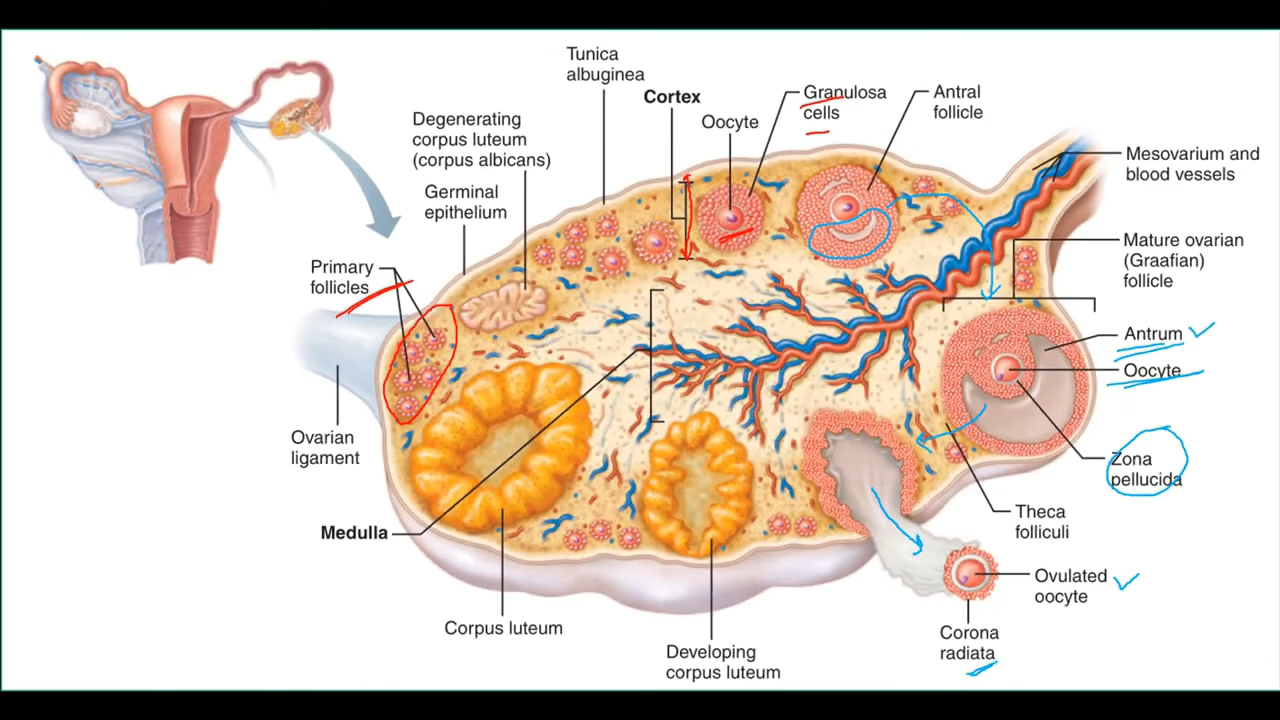 Tunica
albuginea
Cortex
Granulosa
cells
Antral
follicle
Degenerating
corpus luteum
(corpus albicans)
Oocyte
Germinal
epithelium
Mesovarium and
blood vessels
Primary
follicles
Mature ovarian
(Graafian)
follicle
Antrum
Oocyte
Ovarian
ligament
Zona
pellucida
Medulla
Theca
folliculi
Ovulated
oocyte
Corpus luteum
Corona
radiata
Developing
corpus luteum